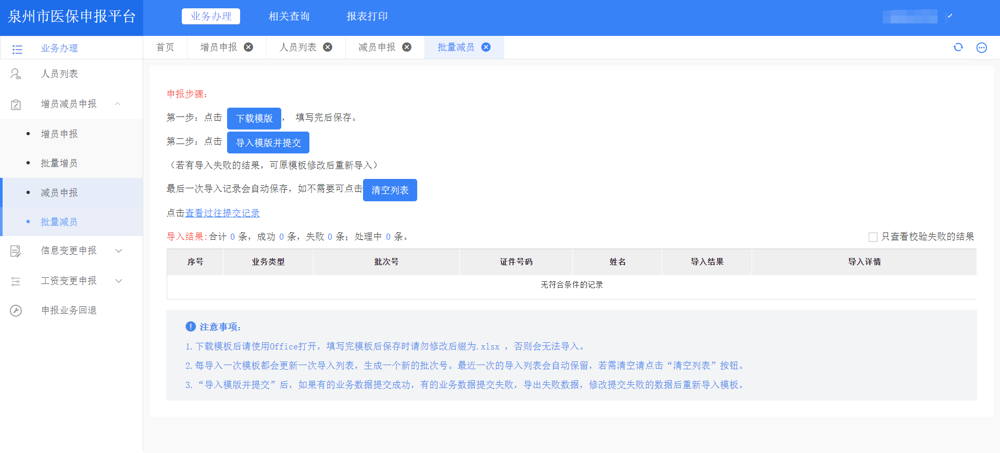 泉州市医保申报平台
业务办理 相关查询 报表打印
业务办理
首页 增员申报 人员列表 减员申报 批量减员
人员列表
增员减员申报
增员申报
批量增员
减员申报
批量减员
信息变更申报
工资变更申报
申报业务回退
申报步骤：
第一步：点击 下载模版 ， 填写完后保存。
第二步：点击 导入模版并提交
（若有导入失败的结果，可原模板修改后重新导入）
最后一次导入记录会自动保存，如不需要可点击 清空列表
点击查看过往提交记录
导入结果:合计 0 条，成功 0 条，失败 0 条；处理中 0 条。 只查看校验失败的结果
序号 业务类型 批次号 证件号码 姓名 导入结果 导入详情
无符合条件的记录
注意事项：
1.下载模板后请使用Office打开，填写完模板后保存时请勿修改后缀为.xlsx ，否则会无法导入。
2.每导入一次模板都会更新一次导入列表，生成一个新的批次号。最近一次的导入列表会自动保留，若需清空请点击“清空列表”按钮。
3.“导入模版并提交”后，如果有的业务数据提交成功，有的业务数据提交失败，导出失败数据，修改提交失败的数据后重新导入模板。